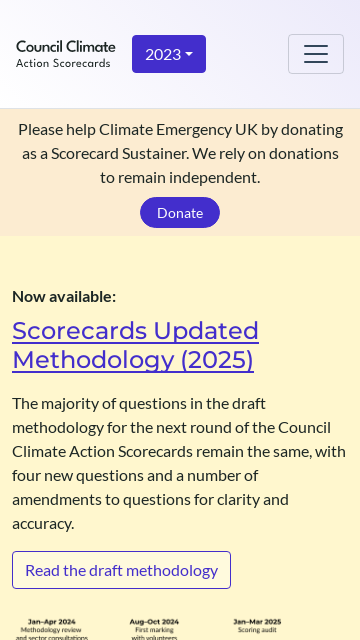 Council Climate
Action Scorecards
2023
Please help Climate Emergency UK by donating
as a Scorecard Sustainer. We rely on donations
to remain independent.
Donate
Now available:
Scorecards Updated
Methodology (2025)
The majority of questions in the draft
methodology for the next round of the Council
Climate Action Scorecards remain the same, with
four new questions and a number of
amendments to questions for clarity and
accuracy.
Read the draft methodology
Jan–Apr 2024
Methodology review
and sector consultations
Aug–Oct 2024
First marking
with volunteers
Jan–Mar 2025
Scoring audit